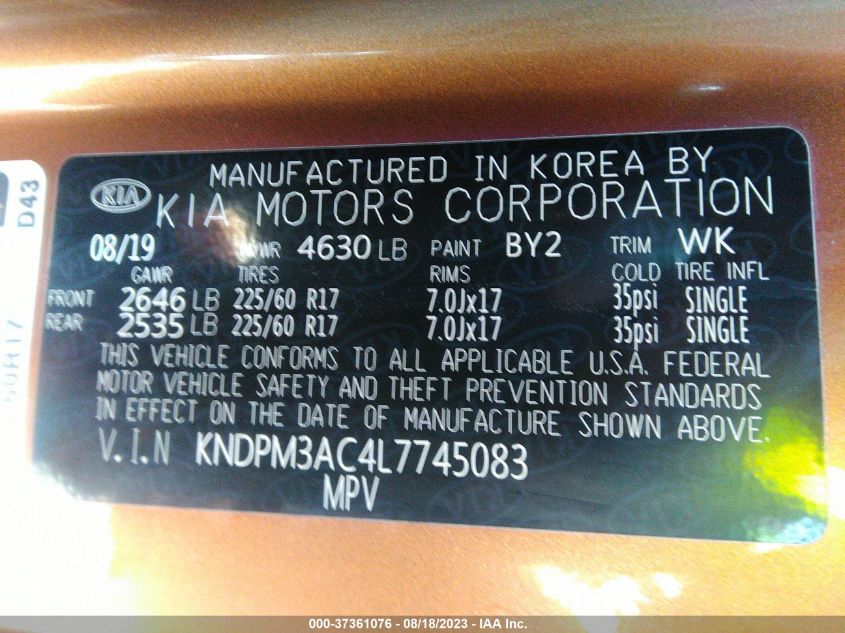 MANUFACTURED IN KOREA BY
KIA KIA MOTORS CORPORATION
08/19 GVWR 4630 LB PAINT BY2 TRIM WK
GAWR TIRES RIMS COLD TIRE INFL
FRONT 2646 LB 225/60 R17 7.0Jx17 35psi SINGLE
REAR 2535 LB 225/60 R17 7.0Jx17 35psi SINGLE
THIS VEHICLE CONFORMS TO ALL APPLICABLE U.S.A. FEDERAL
MOTOR VEHICLE SAFETY AND THEFT PREVENTION STANDARDS
IN EFFECT ON THE DATE OF MANUFACTURE SHOWN ABOVE.
V.I.N KNDPM3AC4L7745083
MPV
D43
60R17
000-37361076 - 08/18/2023 - IAA Inc.